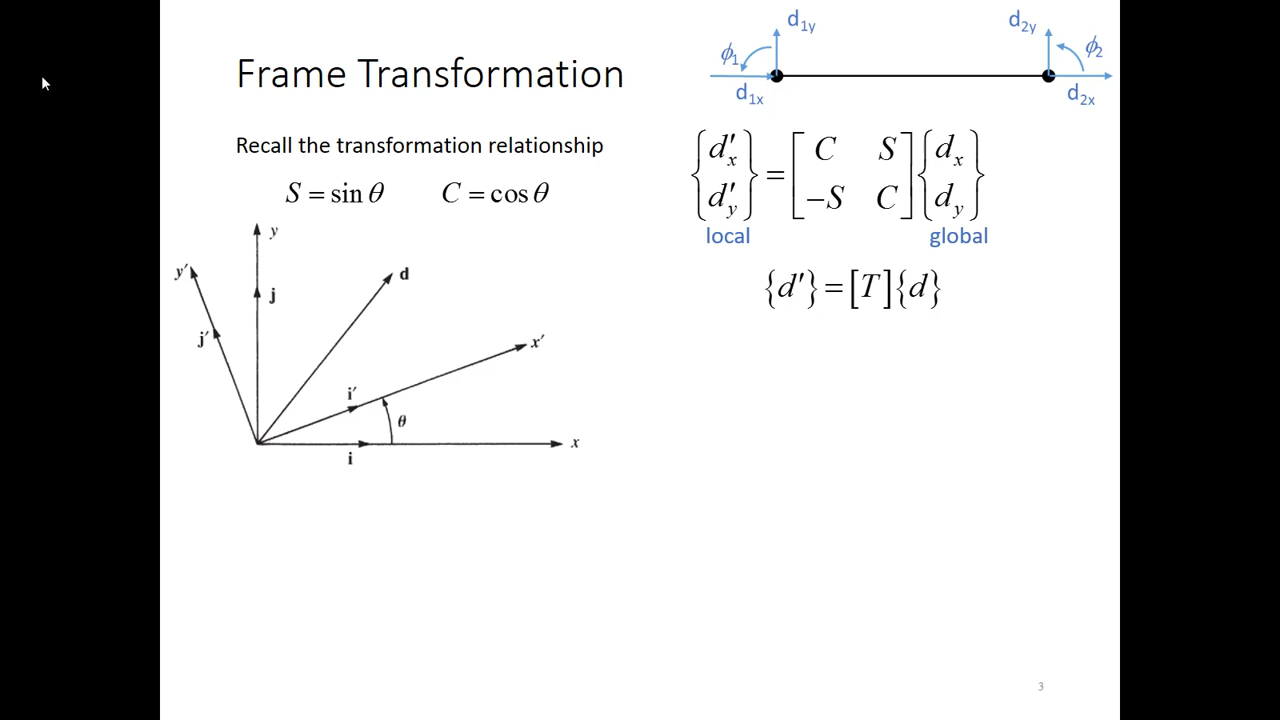 Frame Transformation
d1y
ϕ1
d1x
d2y
ϕ2
d2x
Recall the transformation relationship
S = sin θ C = cos θ
{d′x d′y} = [C S −S C] {dx dy}
local global
{d′} = [T]{d}
y
y′
d
j
j′
x′
i′
θ
x
i
3